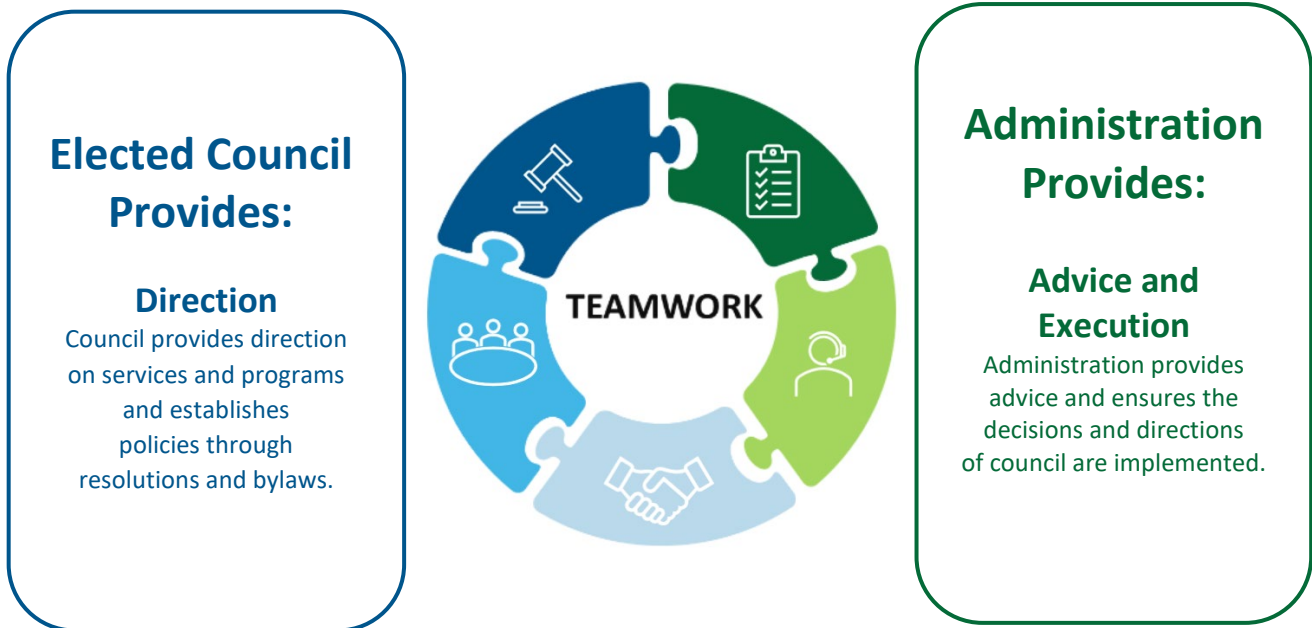 Elected Council
Provides:
Direction
Council provides direction
on services and programs
and establishes
policies through
resolutions and bylaws.
TEAMWORK
Administration
Provides:
Advice and
Execution
Administration provides
advice and ensures the
decisions and directions
of council are implemented.